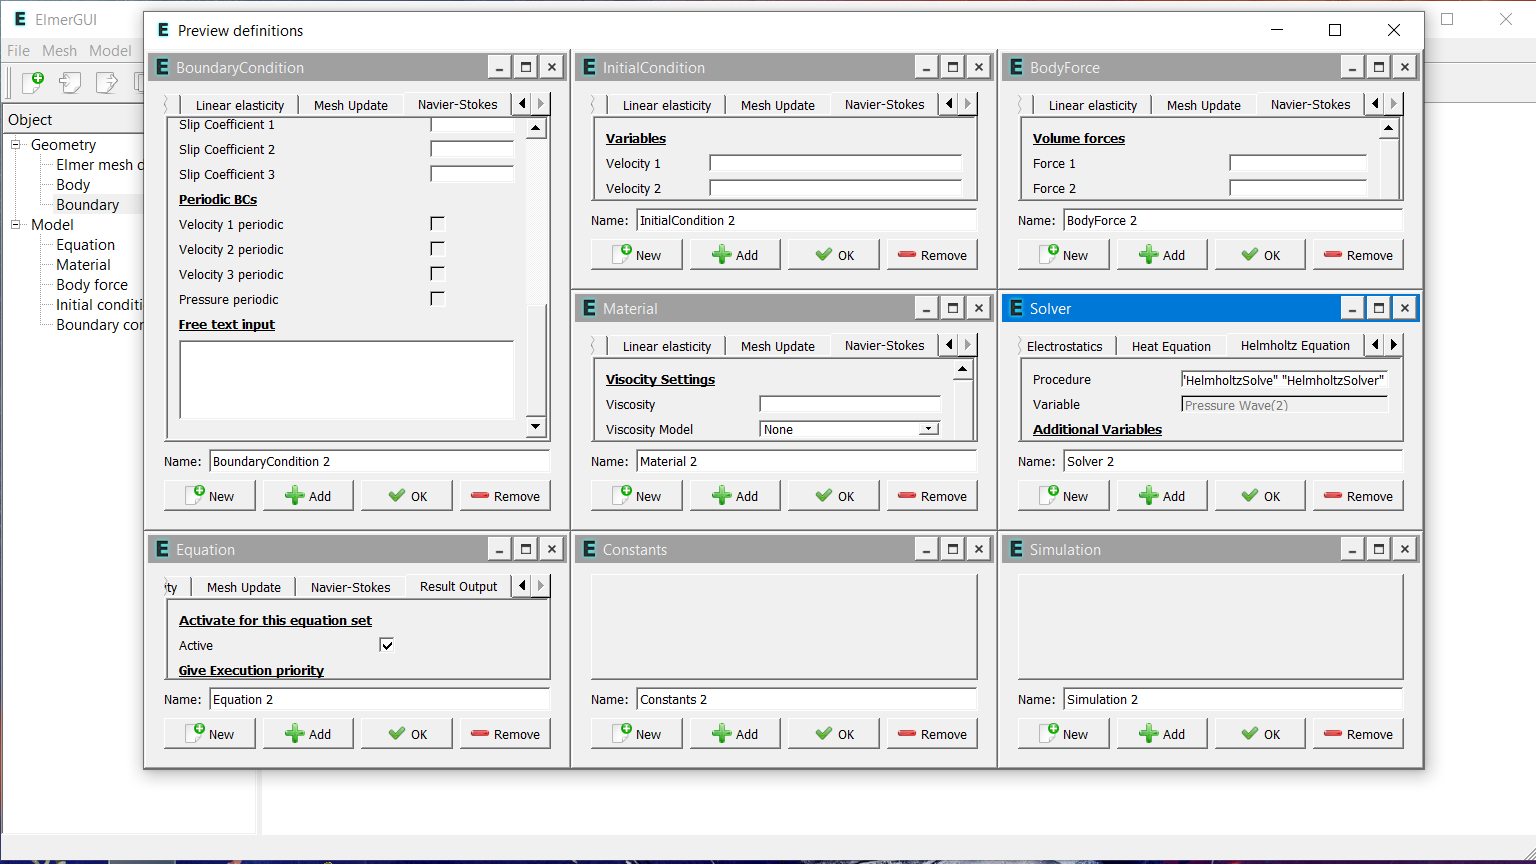 ElmerGUI
File Mesh Model
Object
Geometry
Elmer mesh
Body
Boundary
Model
Equation
Material
Body force
Initial
Boundary
Preview definitions
BoundaryCondition
Linear elasticity Mesh Update Navier-Stokes
Slip Coefficient 1
Slip Coefficient 2
Slip Coefficient 3
Periodic BCs
Velocity 1 periodic
Velocity 2 periodic
Velocity 3 periodic
Pressure periodic
Free text input
Name: BoundaryCondition 2
New Add OK Remove
InitialCondition
Linear elasticity Mesh Update Navier-Stokes
Variables
Velocity 1
Velocity 2
Name: InitialCondition 2
New Add OK Remove
BodyForce
Linear elasticity Mesh Update Navier-Stokes
Volume forces
Force 1
Force 2
Name: BodyForce 2
New Add OK Remove
Material
Linear elasticity Mesh Update Navier-Stokes
Visocity Settings
Viscosity
Viscosity Model None
Name: Material 2
New Add OK Remove
Solver
Electrostatics Heat Equation Helmholtz Equation
Procedure "HelmholtzSolve" "HelmholtzSolver"
Variable Pressure Wave(2)
Additional Variables
Name: Solver 2
New Add OK Remove
Equation
ity Mesh Update Navier-Stokes Result Output
Activate for this equation set
Active
Give Execution priority
Name: Equation 2
New Add OK Remove
Constants
Name: Constants 2
New Add OK Remove
Simulation
Name: Simulation 2
New Add OK Remove